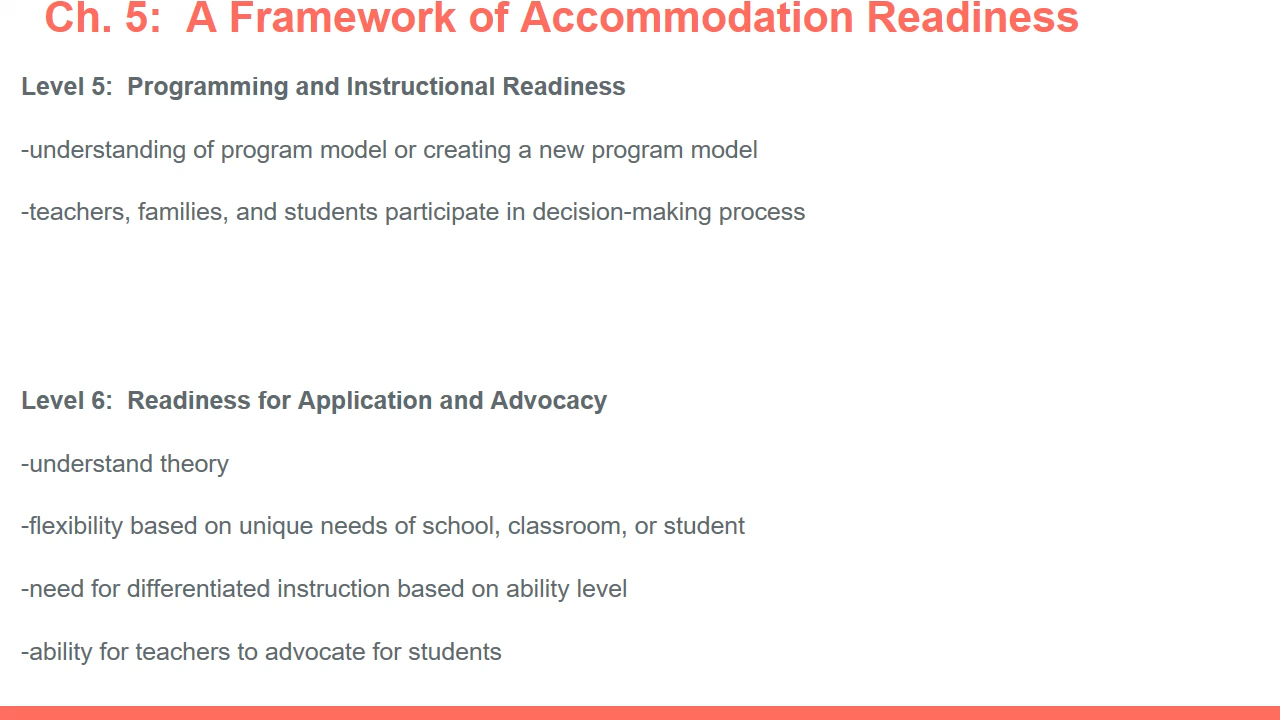 Ch. 5:  A Framework of Accommodation Readiness
Level 5:  Programming and Instructional Readiness
-understanding of program model or creating a new program model
-teachers, families, and students participate in decision-making process
Level 6:  Readiness for Application and Advocacy
-understand theory
-flexibility based on unique needs of school, classroom, or student
-need for differentiated instruction based on ability level
-ability for teachers to advocate for students